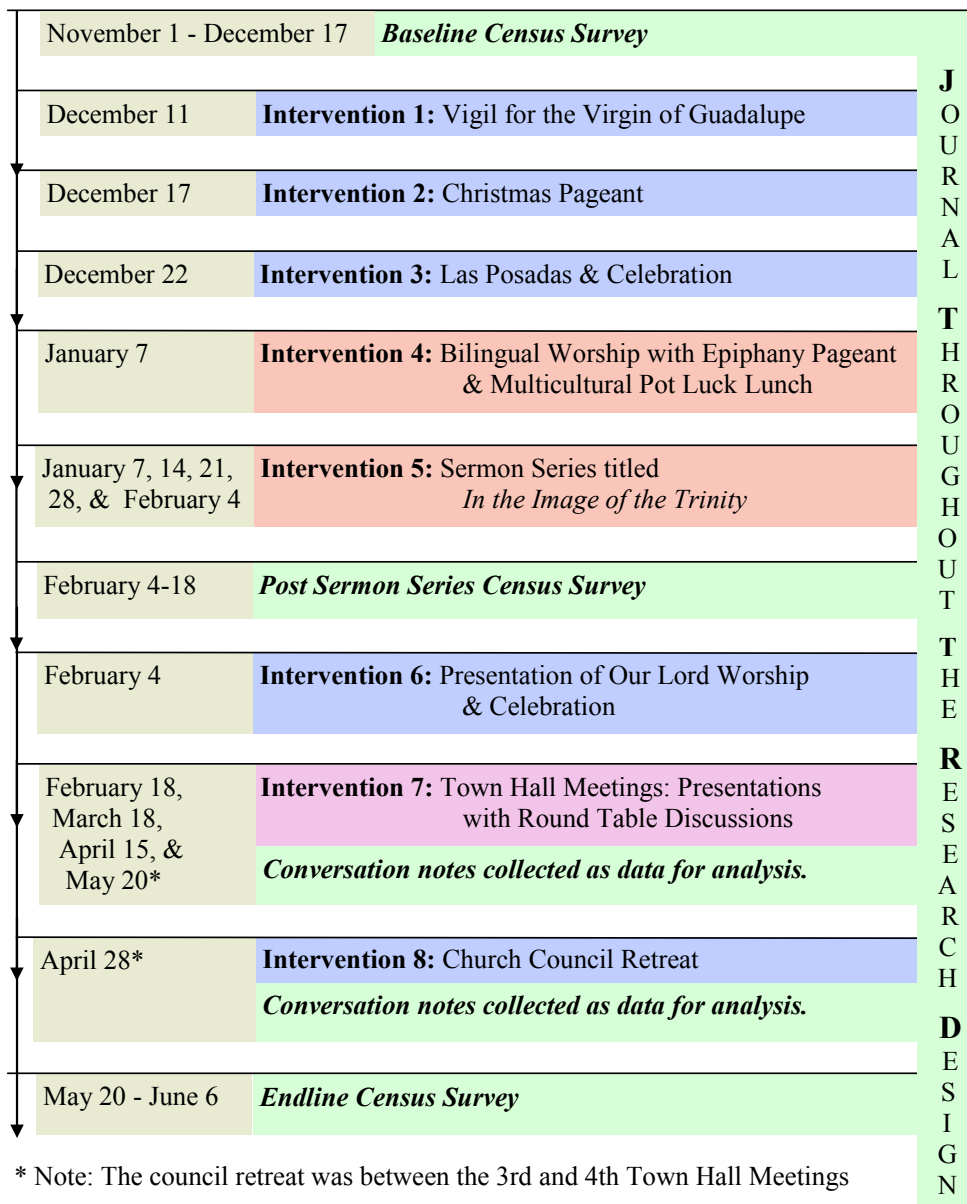 November 1 - December 17 Baseline Census Survey
December 11 Intervention 1: Vigil for the Virgin of Guadalupe
December 17 Intervention 2: Christmas Pageant
December 22 Intervention 3: Las Posadas & Celebration
January 7 Intervention 4: Bilingual Worship with Epiphany Pageant
& Multicultural Pot Luck Lunch
January 7, 14, 21, Intervention 5: Sermon Series titled
28, & February 4 In the Image of the Trinity
February 4-18 Post Sermon Series Census Survey
February 4 Intervention 6: Presentation of Our Lord Worship
& Celebration
February 18, Intervention 7: Town Hall Meetings: Presentations
March 18, with Round Table Discussions
April 15, &
May 20* Conversation notes collected as data for analysis.
April 28* Intervention 8: Church Council Retreat
Conversation notes collected as data for analysis.
May 20 - June 6 Endline Census Survey
* Note: The council retreat was between the 3rd and 4th Town Hall Meetings
JOURNAL THROUGHOUT THE RESEARCH DESIGN